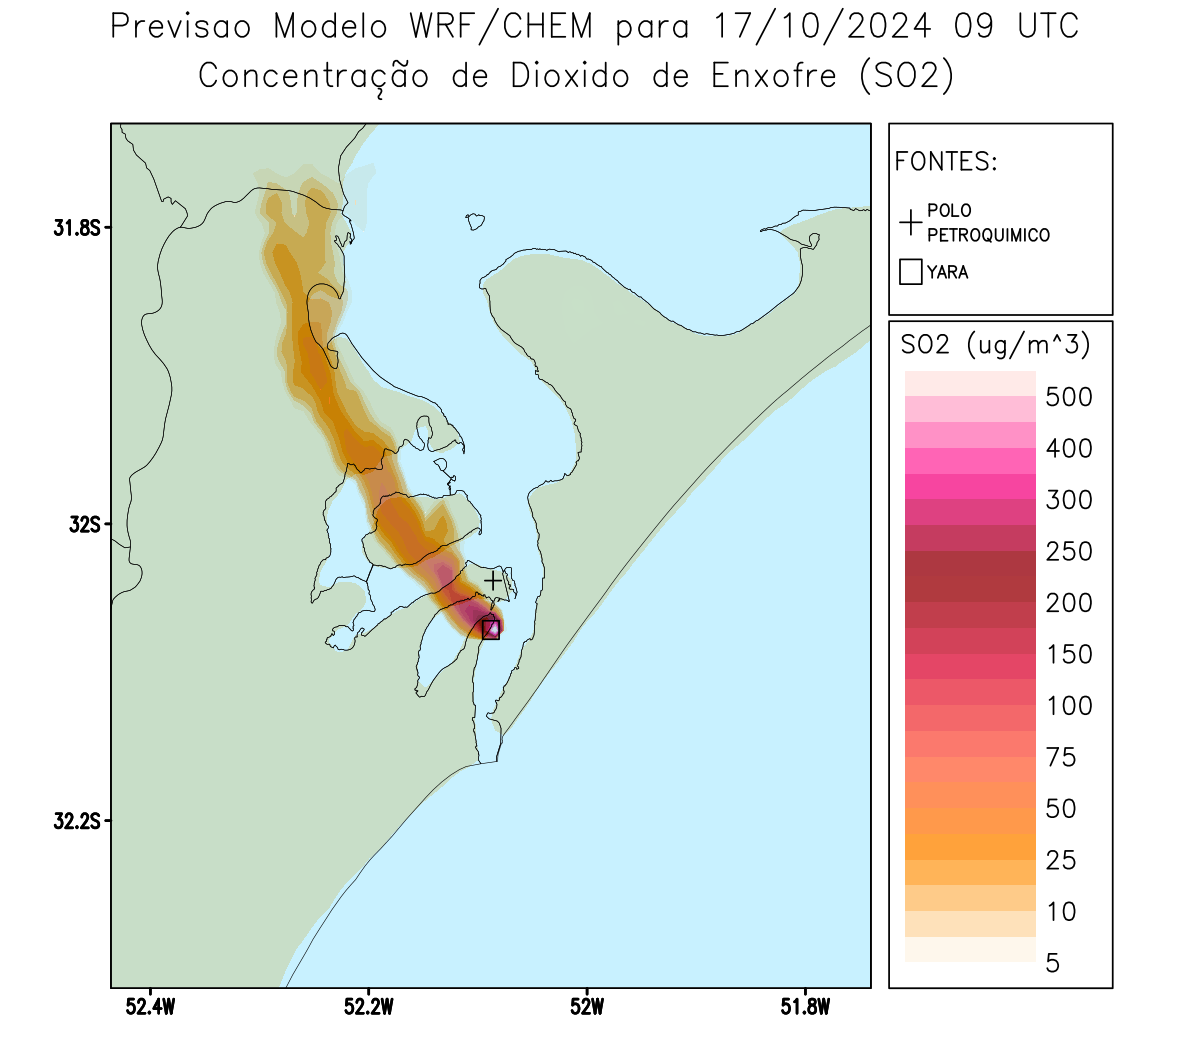 Previsao Modelo WRF/CHEM para 17/10/2024 09 UTC
Concentração de Dioxido de Enxofre (SO2)
FONTES:
POLO
PETROQUIMICO
YARA
SO2 (ug/m^3)
500
400
300
250
200
150
100
75
50
25
10
5
31.8S
32S
32.2S
52.4W
52.2W
52W
51.8W